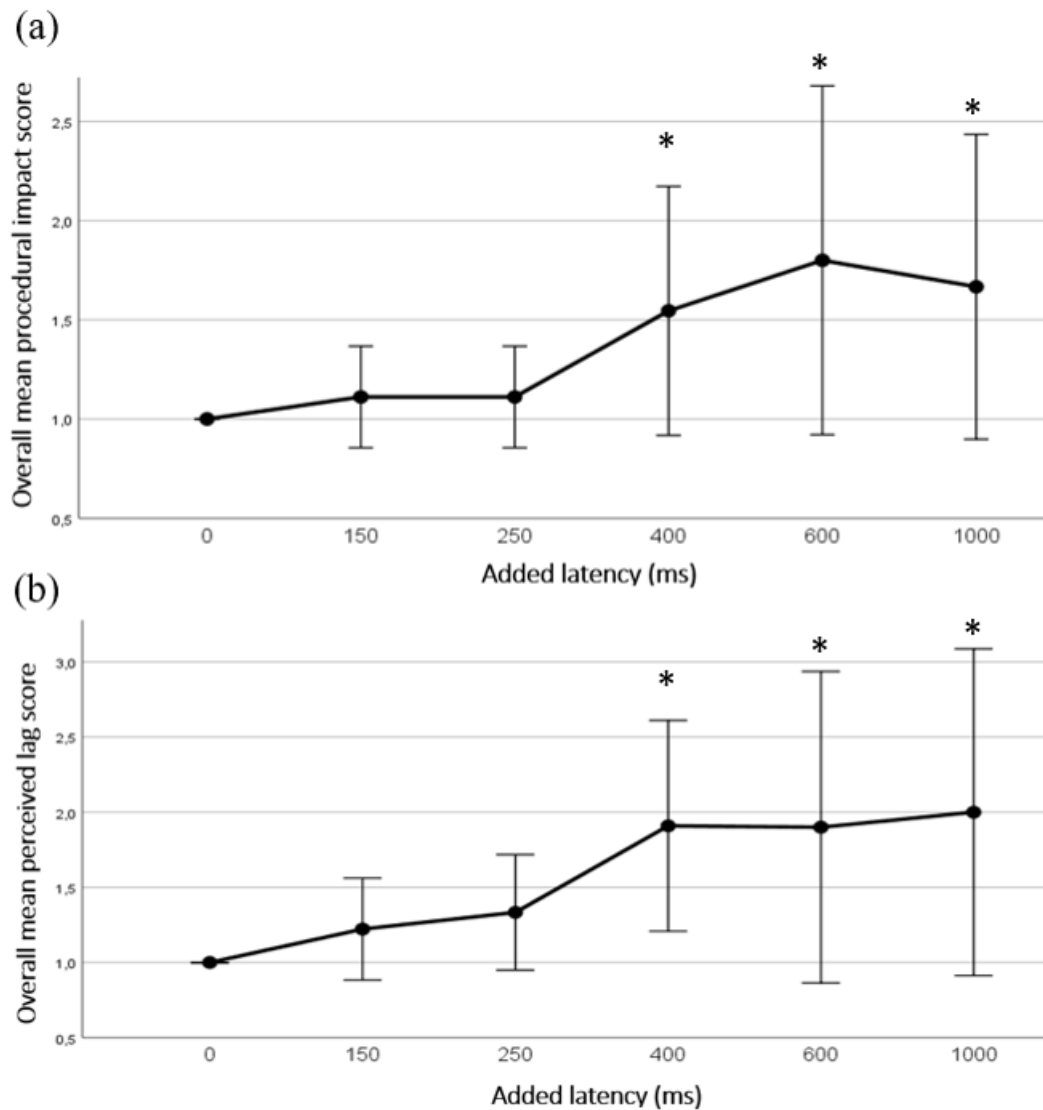 (a)
Overall mean procedural impact score
*
*
*
2,5
2,0
1,5
1,0
0,5
0 150 250 400 600 1000
Added latency (ms)
(b)
Overall mean perceived lag score
*
*
*
3,0
2,5
2,0
1,5
1,0
0,5
0 150 250 400 600 1000
Added latency (ms)